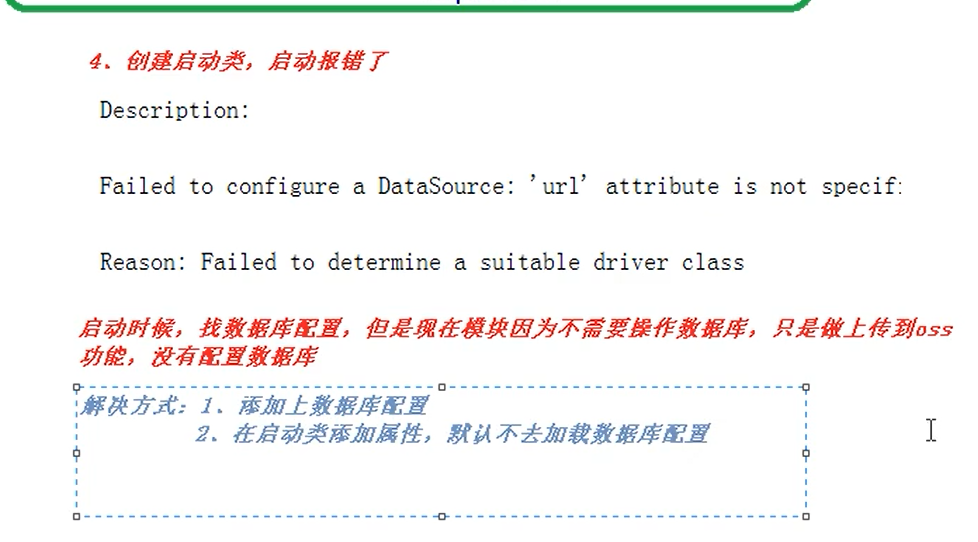 4、创建启动类，启动报错了
Description:
Failed to configure a DataSource: 'url' attribute is not
Reason: Failed to determine a suitable driver class
启动时候，找数据库配置，但是现在模块因为不需要操作数据库，只是做上传到oss
功能，没有配置数据库
解决方式：1、添加上数据库配置
2、在启动类添加属性，默认不去加载数据库配置